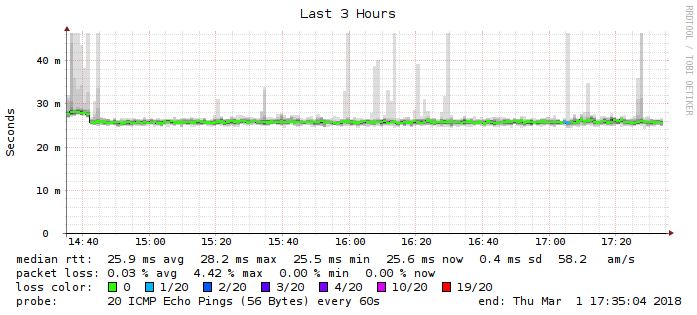 Last 3 Hours
RRDTOOL / TOBI OETIKER
Seconds
40 m
30 m
20 m
10 m
0
14:40 15:00 15:20 15:40 16:00 16:20 16:40 17:00 17:20
median rtt: 25.9 ms avg 28.2 ms max 25.5 ms min 25.6 ms now 0.4 ms sd 58.2 am/s
packet loss: 0.03 % avg 4.42 % max 0.00 % min 0.00 % now
loss color: 0 1/20 2/20 3/20 4/20 10/20 19/20
probe: 20 ICMP Echo Pings (56 Bytes) every 60s end: Thu Mar 1 17:35:04 2018